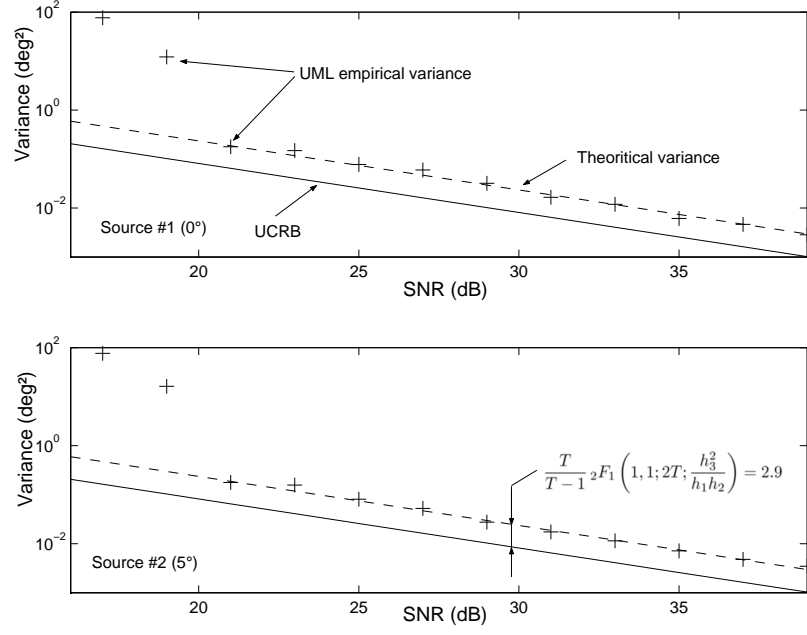 10²
10⁰
10⁻²
Variance (deg²)
UML empirical variance
Theoritical variance
UCRB
Source #1 (0°)
20 25 30 35
SNR (dB)
10²
10⁰
10⁻²
Variance (deg²)
T/(T − 1) ₂F₁ (1, 1; 2T; h₃²/(h₁h₂)) = 2.9
Source #2 (5°)
20 25 30 35
SNR (dB)